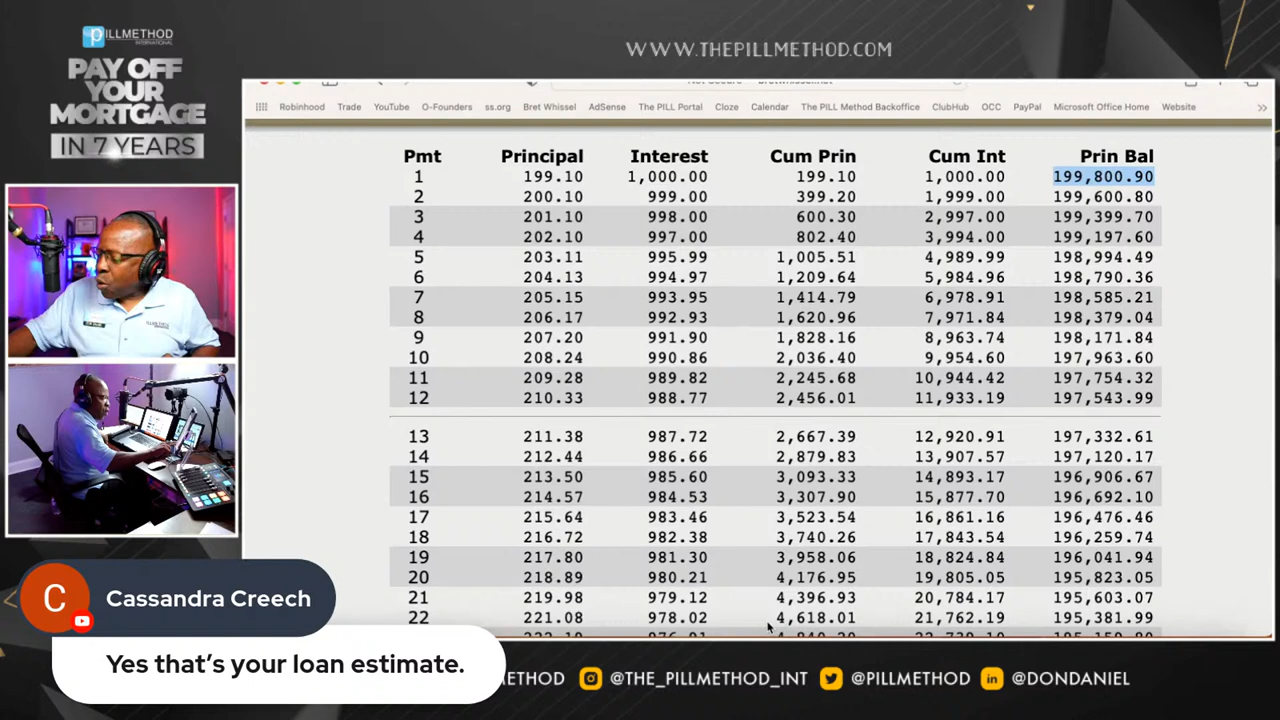 PILLMETHOD
INTERNATIONAL
PAY OFF
YOUR
MORTGAGE
IN 7 YEARS
WWW.THEPILLMETHOD.COM
Robinhood Trade YouTube O-Founders ss.org Bret Whissel AdSense The PILL Portal Cloze Calendar The PILL Method Backoffice ClubHub OCC PayPal Microsoft Office Home Website
Pmt Principal Interest Cum Prin Cum Int Prin Bal
1 199.10 1,000.00 199.10 1,000.00 199,800.90
2 200.10 999.00 399.20 1,999.00 199,600.80
3 201.10 998.00 600.30 2,997.00 199,399.70
4 202.10 997.00 802.40 3,994.00 199,197.60
5 203.11 995.99 1,005.51 4,989.99 198,994.49
6 204.13 994.97 1,209.64 5,984.96 198,790.36
7 205.15 993.95 1,414.79 6,978.91 198,585.21
8 206.17 992.93 1,620.96 7,971.84 198,379.04
9 207.20 991.90 1,828.16 8,963.74 198,171.84
10 208.24 990.86 2,036.40 9,954.60 197,963.60
11 209.28 989.82 2,245.68 10,944.42 197,754.32
12 210.33 988.77 2,456.01 11,933.19 197,543.99
13 211.38 987.72 2,667.39 12,920.91 197,332.61
14 212.44 986.66 2,879.83 13,907.57 197,120.17
15 213.50 985.60 3,093.33 14,893.17 196,906.67
16 214.57 984.53 3,307.90 15,877.70 196,692.10
17 215.64 983.46 3,523.54 16,861.16 196,476.46
18 216.72 982.38 3,740.26 17,843.54 196,259.74
19 217.80 981.30 3,958.06 18,824.84 196,041.94
20 218.89 980.21 4,176.95 19,805.05 195,823.05
21 219.98 979.12 4,396.93 20,784.17 195,603.07
22 221.08 978.02 4,618.01 21,762.19 195,381.99
C Cassandra Creech
Yes that's your loan estimate.
ETHOD @THE_PILLMETHOD_INT @PILLMETHOD @DONDANIEL